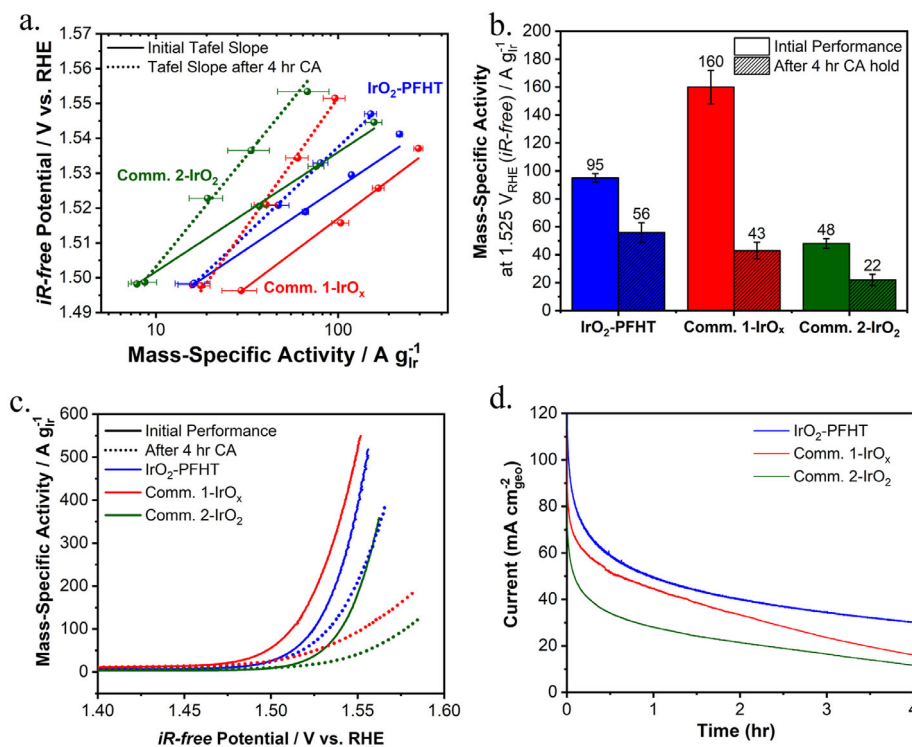 a.
iR-free Potential / V vs. RHE
1.57
1.56
1.55
1.54
1.53
1.52
1.51
1.50
1.49
Initial Tafel Slope
Tafel Slope after 4 hr CA
IrO₂-PFHT
Comm. 2-IrO₂
Comm. 1-IrOₓ
10
100
Mass-Specific Activity / A g⁻¹Ir
b.
Mass-Specific Activity
at 1.525 V_RHE (iR-free) / A g⁻¹Ir
200
180
160
140
120
100
80
60
40
20
0
Intial Performance
After 4 hr CA hold
95
56
160
43
48
22
IrO₂-PFHT
Comm. 1-IrOₓ
Comm. 2-IrO₂
c.
Mass-Specific Activity / A g⁻¹Ir
600
500
400
300
200
100
0
Initial Performance
After 4 hr CA
IrO₂-PFHT
Comm. 1-IrOₓ
Comm. 2-IrO₂
1.40
1.45
1.50
1.55
1.60
iR-free Potential / V vs. RHE
d.
Current (mA cm⁻²geo)
120
100
80
60
40
20
0
IrO₂-PFHT
Comm. 1-IrOₓ
Comm. 2-IrO₂
0
1
2
3
4
Time (hr)